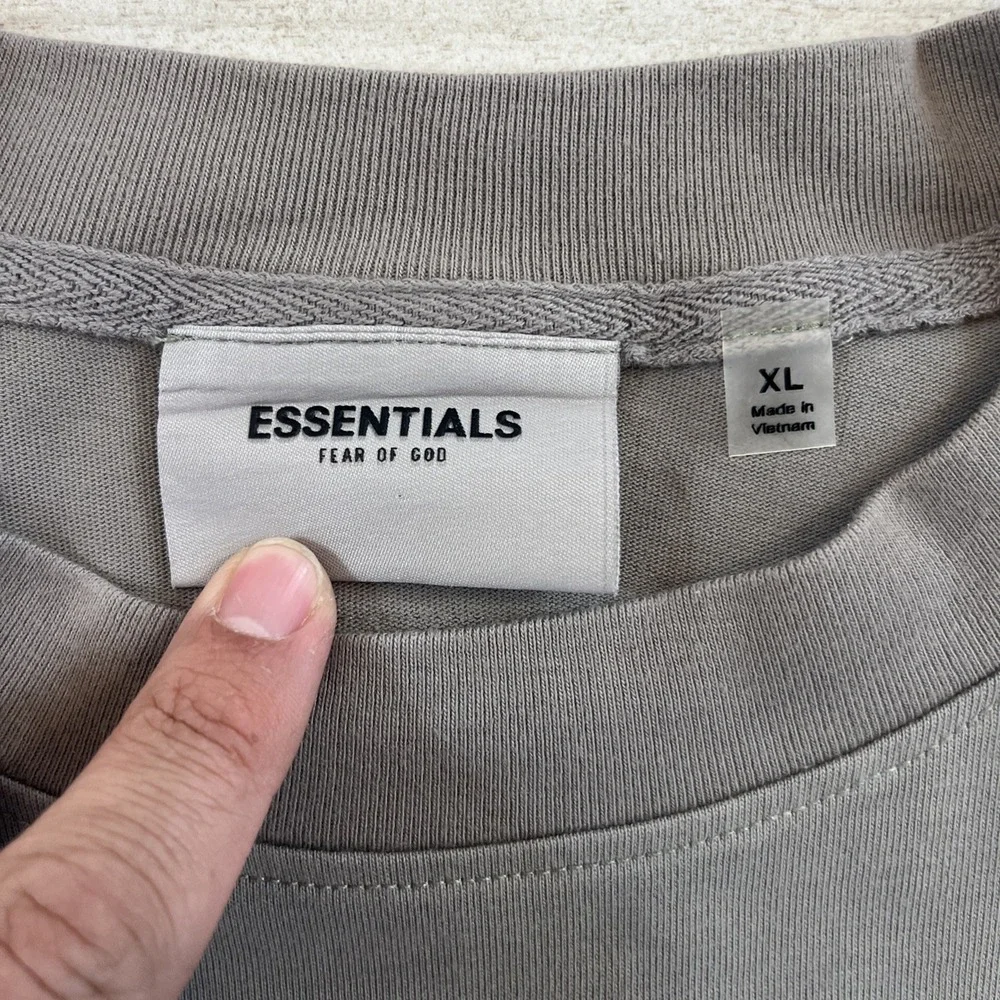 ESSENTIALS
FEAR OF GOD
XL
Made in
Vietnam